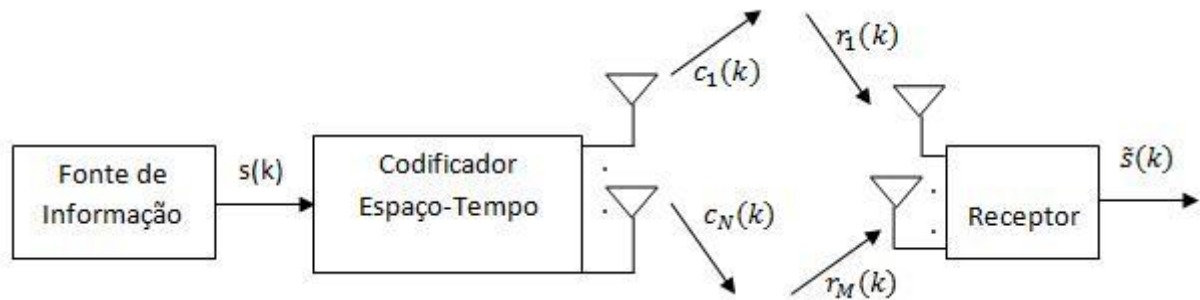 Fonte de
Informação
s(k)
Codificador
Espaço-Tempo
c₁(k)
c_N(k)
r₁(k)
r_M(k)
Receptor
s̃(k)